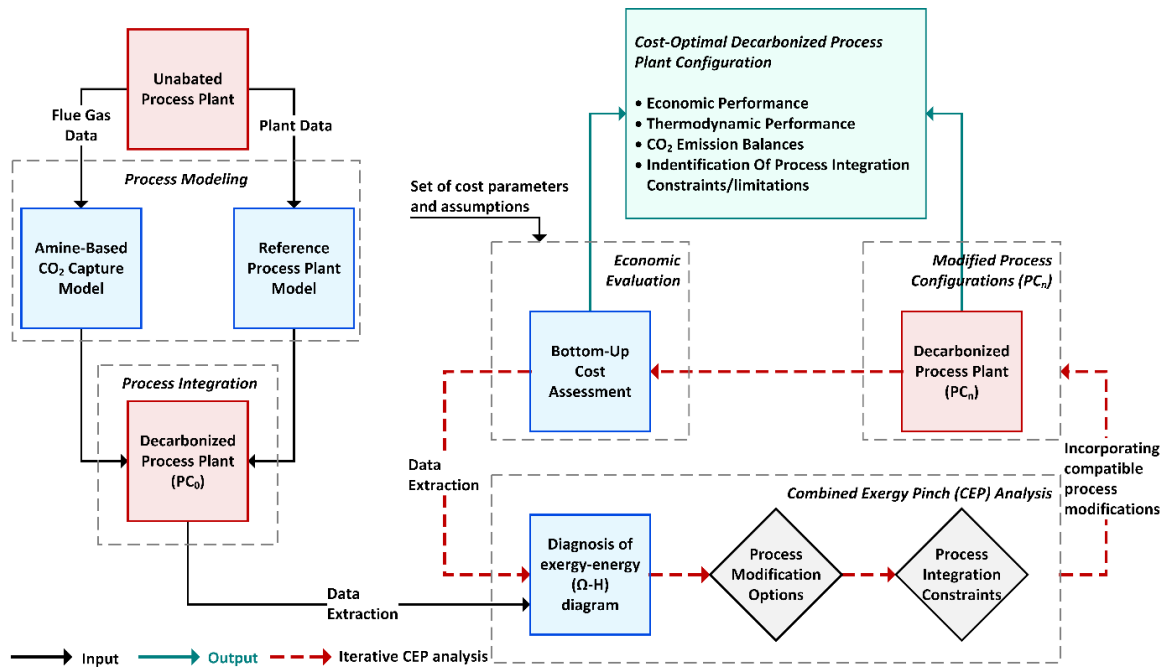 Unabated
Process Plant
Flue Gas
Data
Plant Data
Process Modeling
Amine-Based
CO₂ Capture
Model
Reference
Process Plant
Model
Process Integration
Decarbonized
Process Plant
(PC₀)
Data
Extraction
Cost-Optimal Decarbonized Process
Plant Configuration
• Economic Performance
• Thermodynamic Performance
• CO₂ Emission Balances
• Indentification Of Process Integration
Constraints/limitations
Set of cost parameters
and assumptions
Economic
Evaluation
Bottom-Up
Cost
Assessment
Modified Process
Configurations (PCₙ)
Decarbonized
Process Plant
(PCₙ)
Data
Extraction
Incorporating
compatible
process
modifications
Combined Exergy Pinch (CEP) Analysis
Diagnosis of
exergy-energy
(Ω-H)
diagram
Process
Modification
Options
Process
Integration
Constraints
Input
Output
Iterative CEP analysis